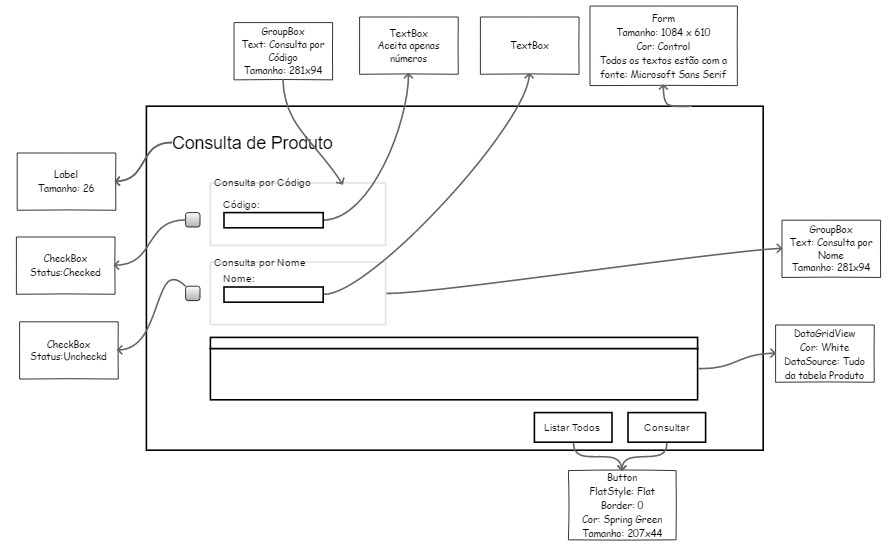 GroupBox
Text: Consulta por
Código
Tamanho: 281x94
TextBox
Aceita apenas
números
TextBox
Form
Tamanho: 1084 x 610
Cor: Control
Todos os textos estão com a
fonte: Microsoft Sans Serif
Consulta de Produto
Label
Tamanho: 26
Consulta por Código
Código:
CheckBox
Status:Checked
GroupBox
Text: Consulta por
Nome
Tamanho: 281x94
Consulta por Nome
Nome:
CheckBox
Status:Uncheckd
DataGridView
Cor: White
DataSource: Tudo
da tabela Produto
Listar Todos
Consultar
Button
FlatStyle: Flat
Border: 0
Cor: Spring Green
Tamanho: 207x44